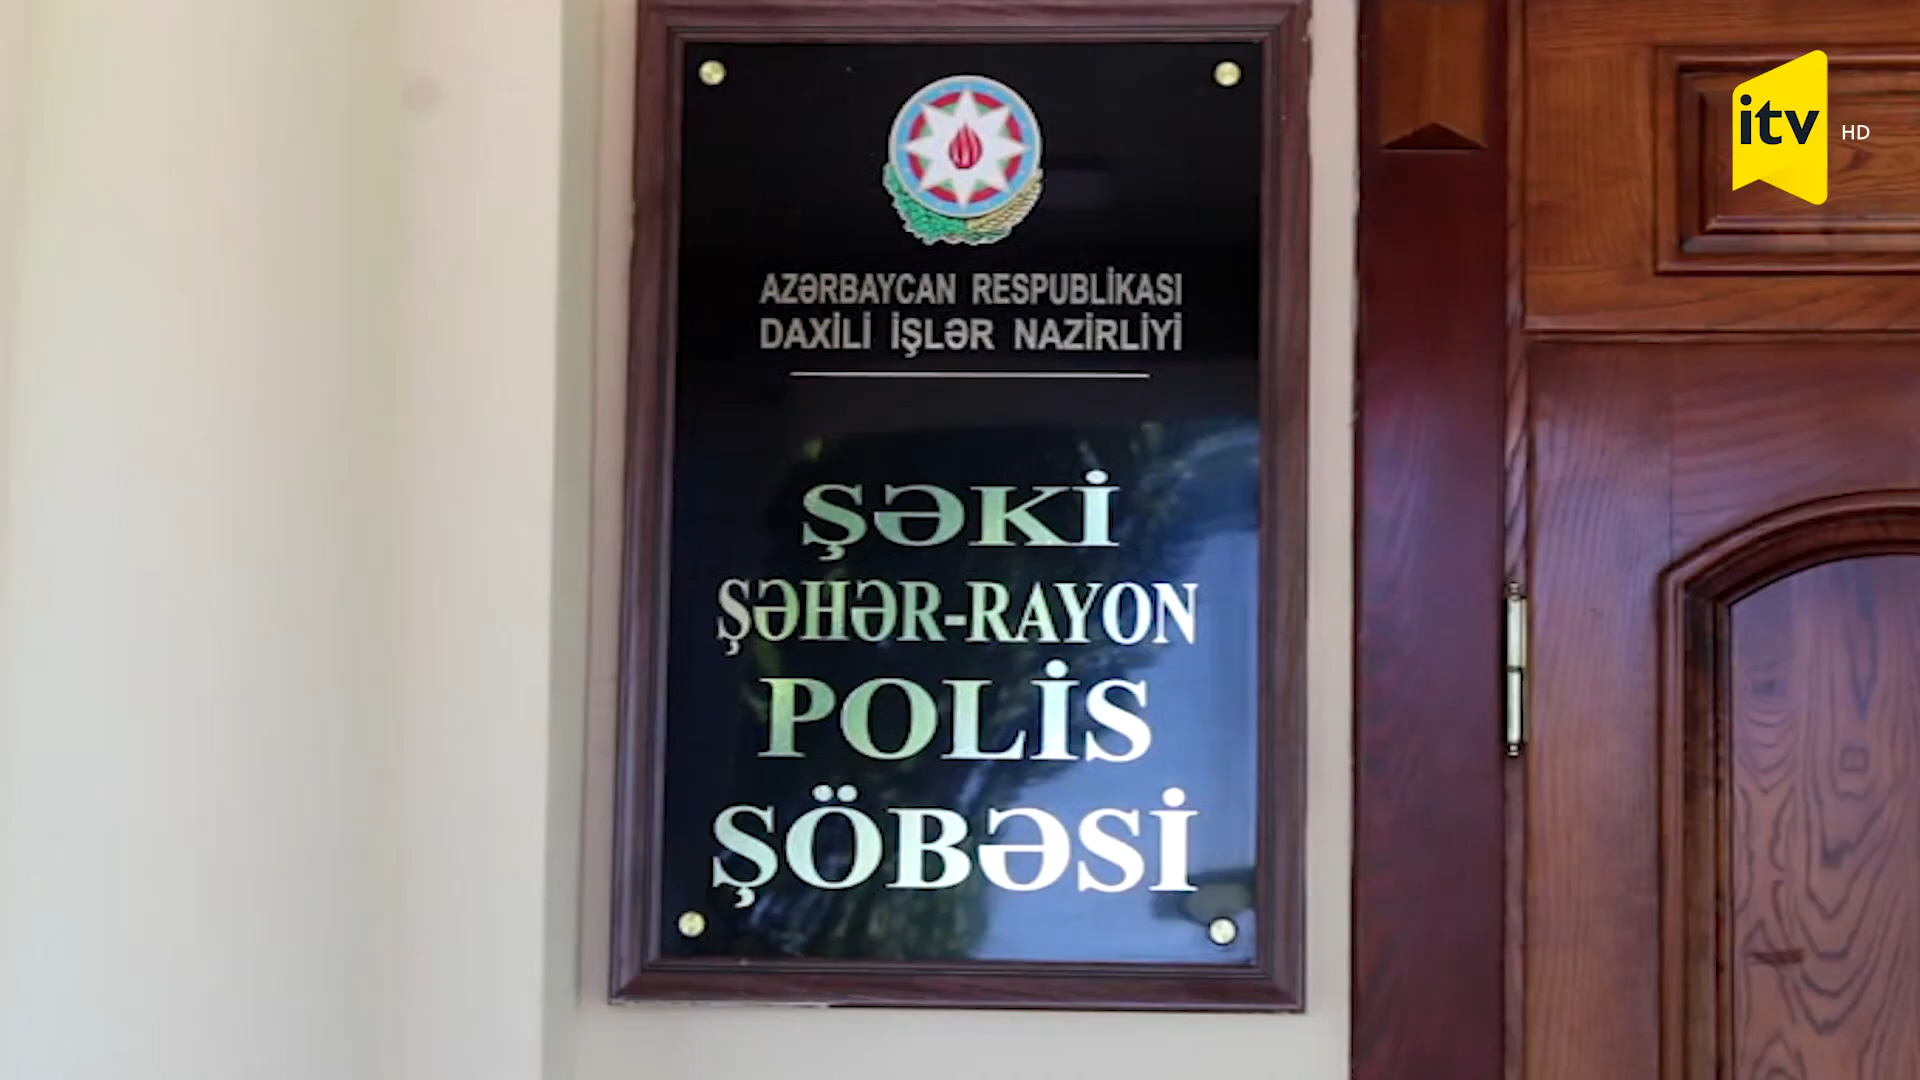 AZƏRBAYCAN RESPUBLİKASI
DAXİLİ İŞLƏR NAZİRLİYİ
ŞƏKİ
ŞƏHƏR-RAYON
POLİS
ŞÖBƏSİ
itv HD